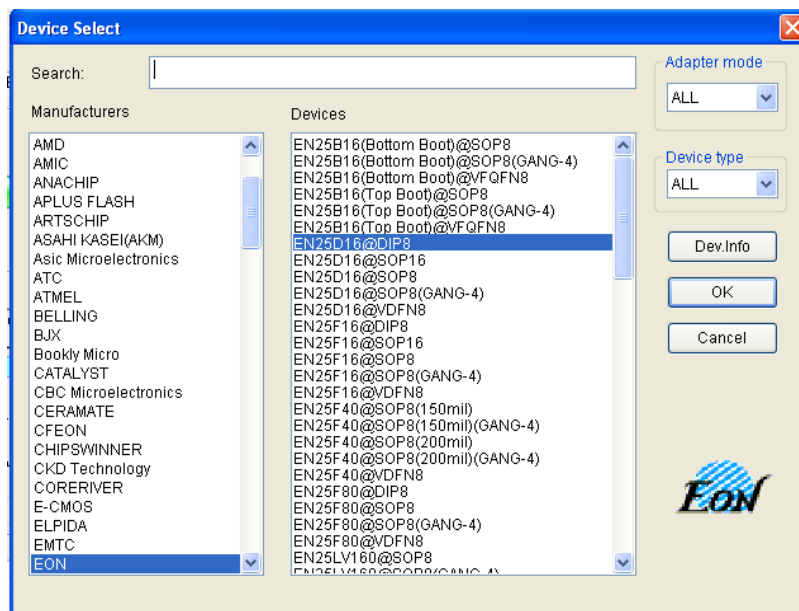 Device Select
Search:
Adapter mode
ALL
Manufacturers
AMD
AMIC
ANACHIP
APLUS FLASH
ARTSCHIP
ASAHI KASEI(AKM)
Asic Microelectronics
ATC
ATMEL
BELLING
BJX
Bookly Micro
CATALYST
CBC Microelectronics
CERAMATE
CFEON
CHIPSWINNER
CKD Technology
CORERIVER
E-CMOS
ELPIDA
EMTC
EON
Devices
EN25B16(Bottom Boot)@SOP8
EN25B16(Bottom Boot)@SOP8(GANG-4)
EN25B16(Bottom Boot)@VFQFN8
EN25B16(Top Boot)@SOP8
EN25B16(Top Boot)@SOP8(GANG-4)
EN25B16(Top Boot)@VFQFN8
EN25D16@DIP8
EN25D16@SOP16
EN25D16@SOP8
EN25D16@SOP8(GANG-4)
EN25D16@VDFN8
EN25F16@DIP8
EN25F16@SOP16
EN25F16@SOP8
EN25F16@SOP8(GANG-4)
EN25F16@VDFN8
EN25F40@SOP8(150mil)
EN25F40@SOP8(150mil)(GANG-4)
EN25F40@SOP8(200mil)
EN25F40@SOP8(200mil)(GANG-4)
EN25F40@VDFN8
EN25F80@DIP8
EN25F80@SOP8
EN25F80@SOP8(GANG-4)
EN25F80@VDFN8
EN25LV160@SOP8
EN25LV160@SOP8(GANG-4)
Device type
ALL
Dev.Info
OK
Cancel
EON